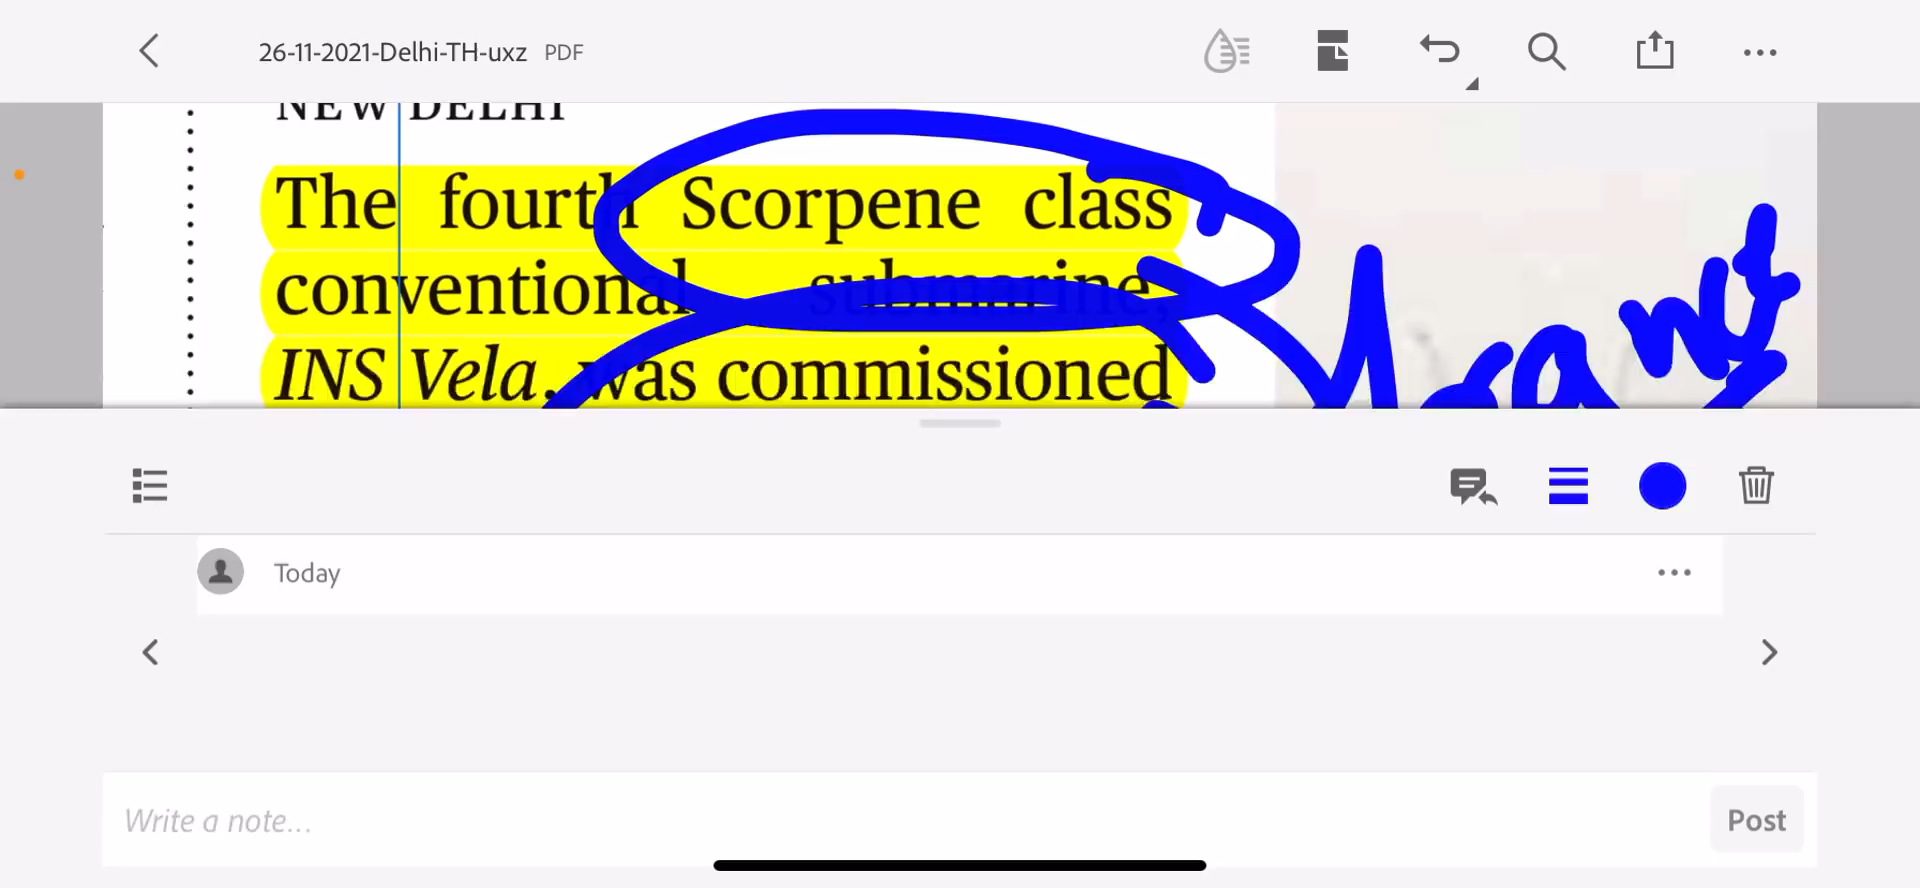 26-11-2021-Delhi-TH-uxz PDF
NEW DELHI
The fourth Scorpene class
conventional submarine,
INS Vela, was commissioned
Today
Write a note...
Post